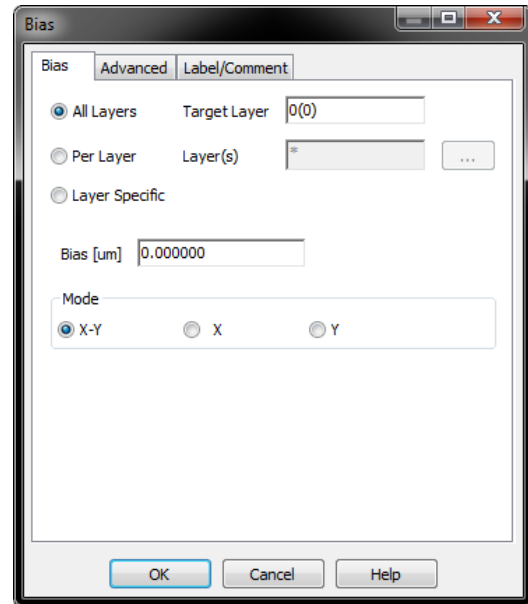 Bias
Bias Advanced Label/Comment
All Layers Target Layer 0(0)
Per Layer Layer(s) * ...
Layer Specific
Bias [um] 0.000000
Mode
X-Y X Y
OK Cancel Help